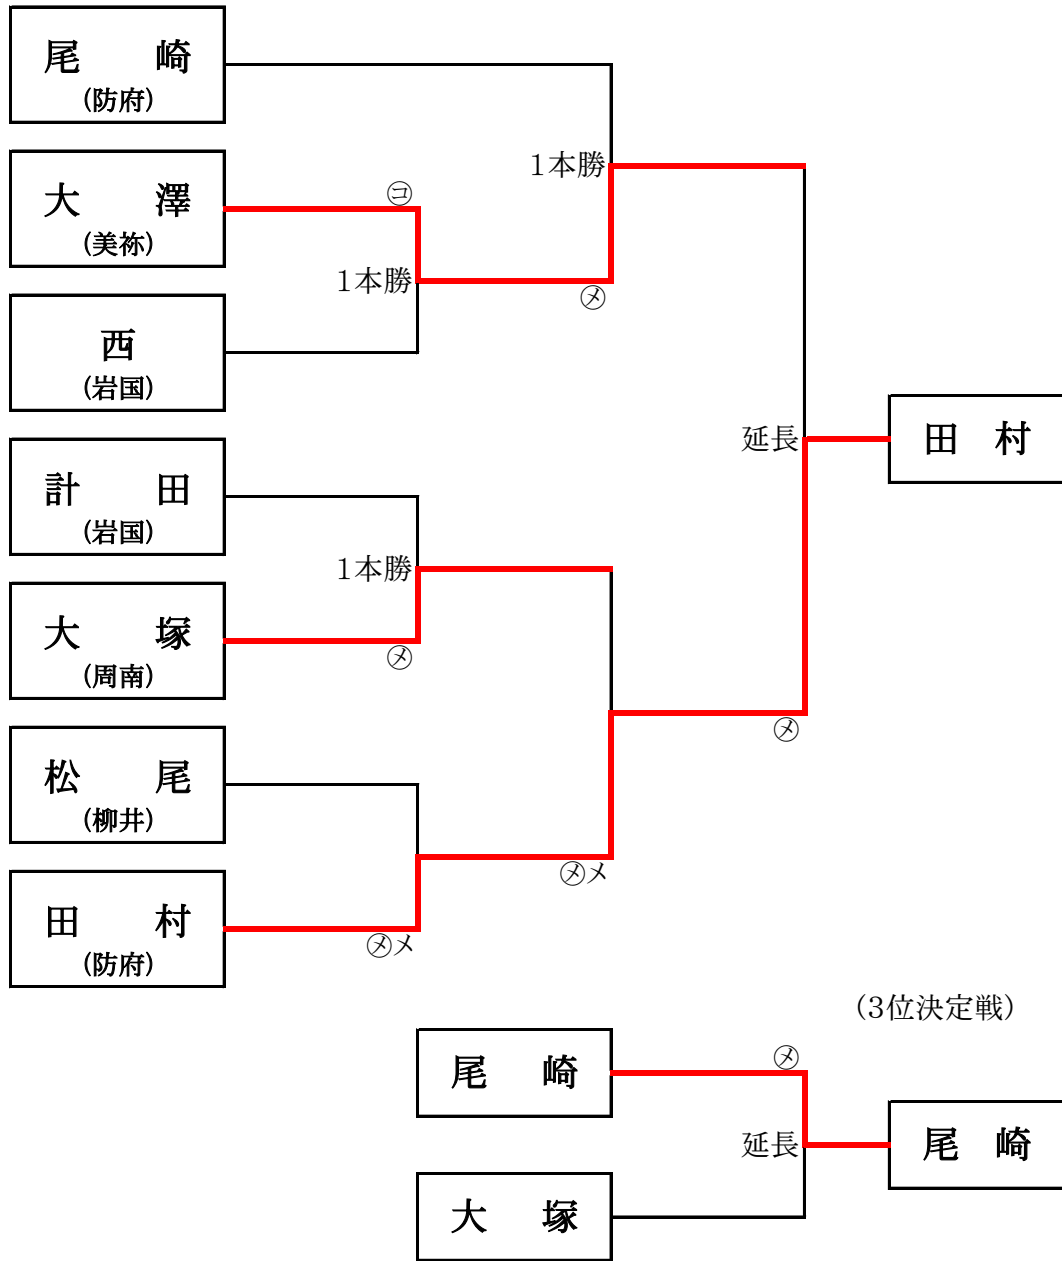 尾　崎
(防府)
1本勝
大　澤
(美祢)
㋙
1本勝
㋱
西
(岩国)
延長
田　村
計　田
(岩国)
1本勝
大　塚
(周南)
㋱
㋱
松　尾
(柳井)
㋱メ
田　村
(防府)
㋱メ
(3位決定戦)
尾　崎
㋱
延長
尾　崎
大　塚